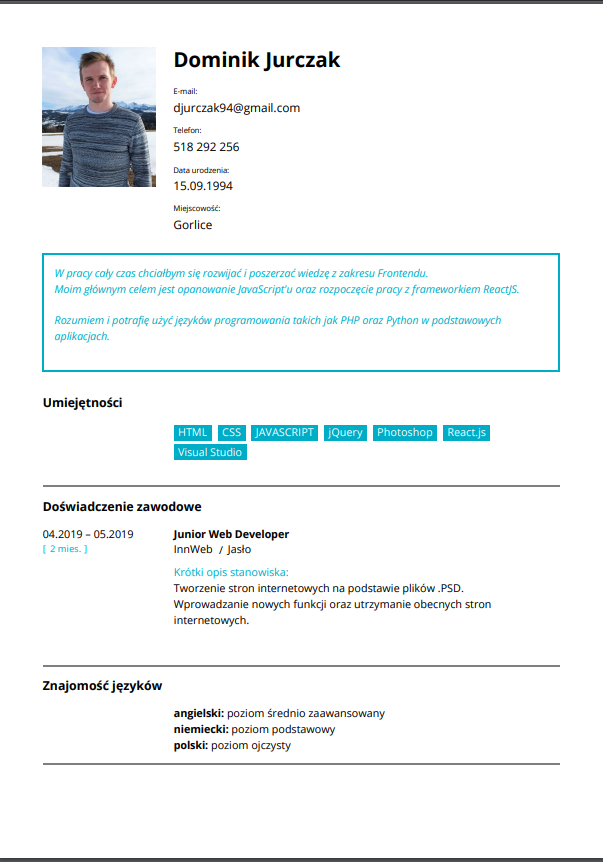 Dominik Jurczak
E-mail:
djurczak94@gmail.com
Telefon:
518 292 256
Data urodzenia:
15.09.1994
Miejscowość:
Gorlice
W pracy cały czas chciałbym się rozwijać i poszerzać wiedzę z zakresu Frontendu.
Moim głównym celem jest opanowanie JavaScript'u oraz rozpoczęcie pracy z frameworkiem ReactJS.
Rozumiem i potrafię użyć języków programowania takich jak PHP oraz Python w podstawowych
aplikacjach.
Umiejętności
HTML CSS JAVASCRIPT jQuery Photoshop React.js
Visual Studio
Doświadczenie zawodowe
04.2019 – 05.2019 Junior Web Developer
[ 2 mies. ] InnWeb / Jasło
Krótki opis stanowiska:
Tworzenie stron internetowych na podstawie plików .PSD.
Wprowadzanie nowych funkcji oraz utrzymanie obecnych stron
internetowych.
Znajomość języków
angielski: poziom średnio zaawansowany
niemiecki: poziom podstawowy
polski: poziom ojczysty